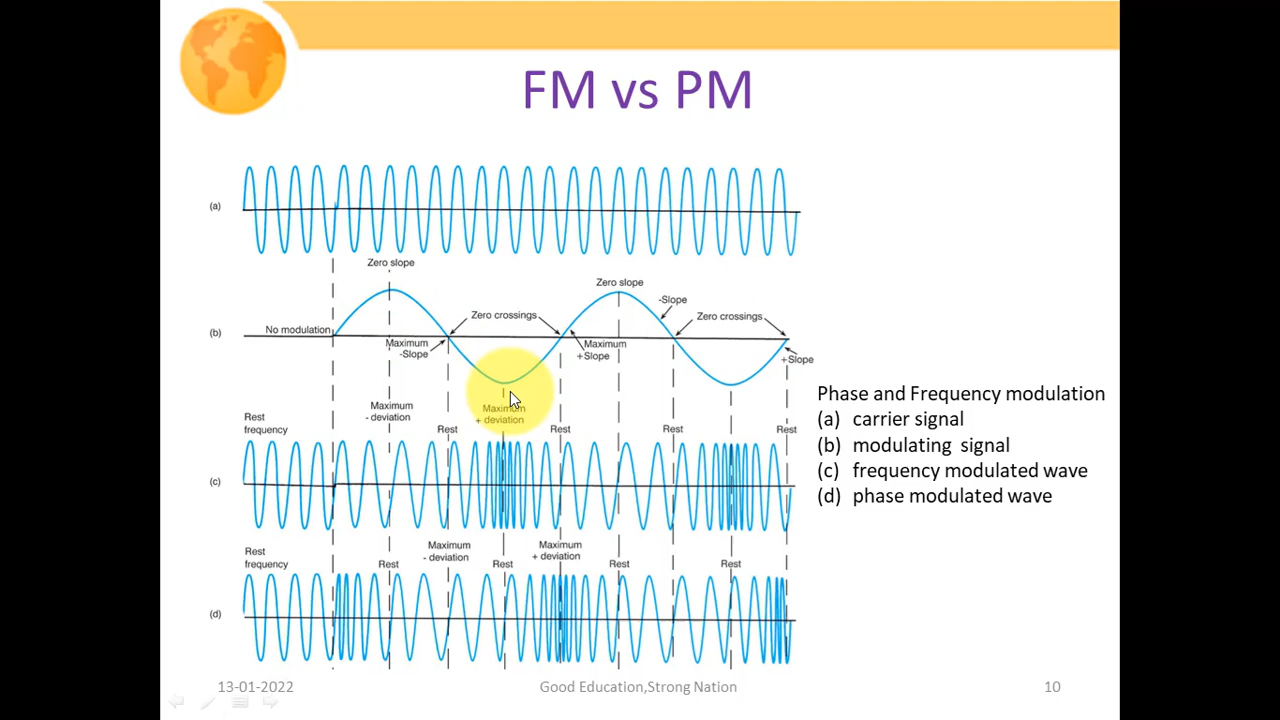 FM vs PM
(a)
Zero slope
Zero slope
-Slope
Zero crossings
Zero crossings
No modulation
(b)
Maximum
-Slope
Maximum
+Slope
+Slope
Maximum
- deviation
Maximum
+ deviation
Rest
frequency
Rest
Rest
Rest
Rest
(c)
Maximum
- deviation
Maximum
+ deviation
Rest
frequency
Rest
Rest
Rest
Rest
(d)
Phase and Frequency modulation
(a) carrier signal
(b) modulating signal
(c) frequency modulated wave
(d) phase modulated wave
13-01-2022
Good Education,Strong Nation
10